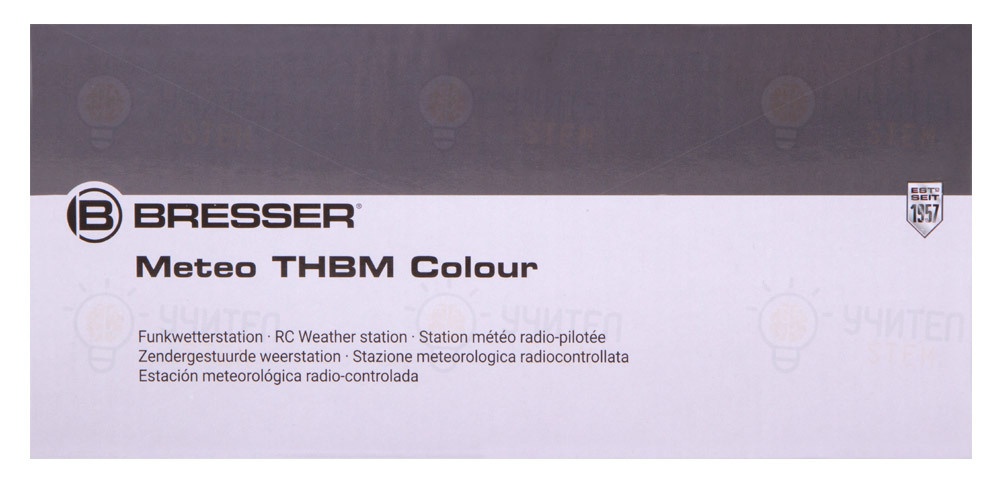 EST^D
SEIT
1957
B BRESSER®
Meteo THBM Colour
Funkwetterstation · RC Weather station · Station météo radio-pilotée
Zendergestuurde weerstation · Stazione meteorologica radiocontrollata
Estación meteorológica radio-controlada